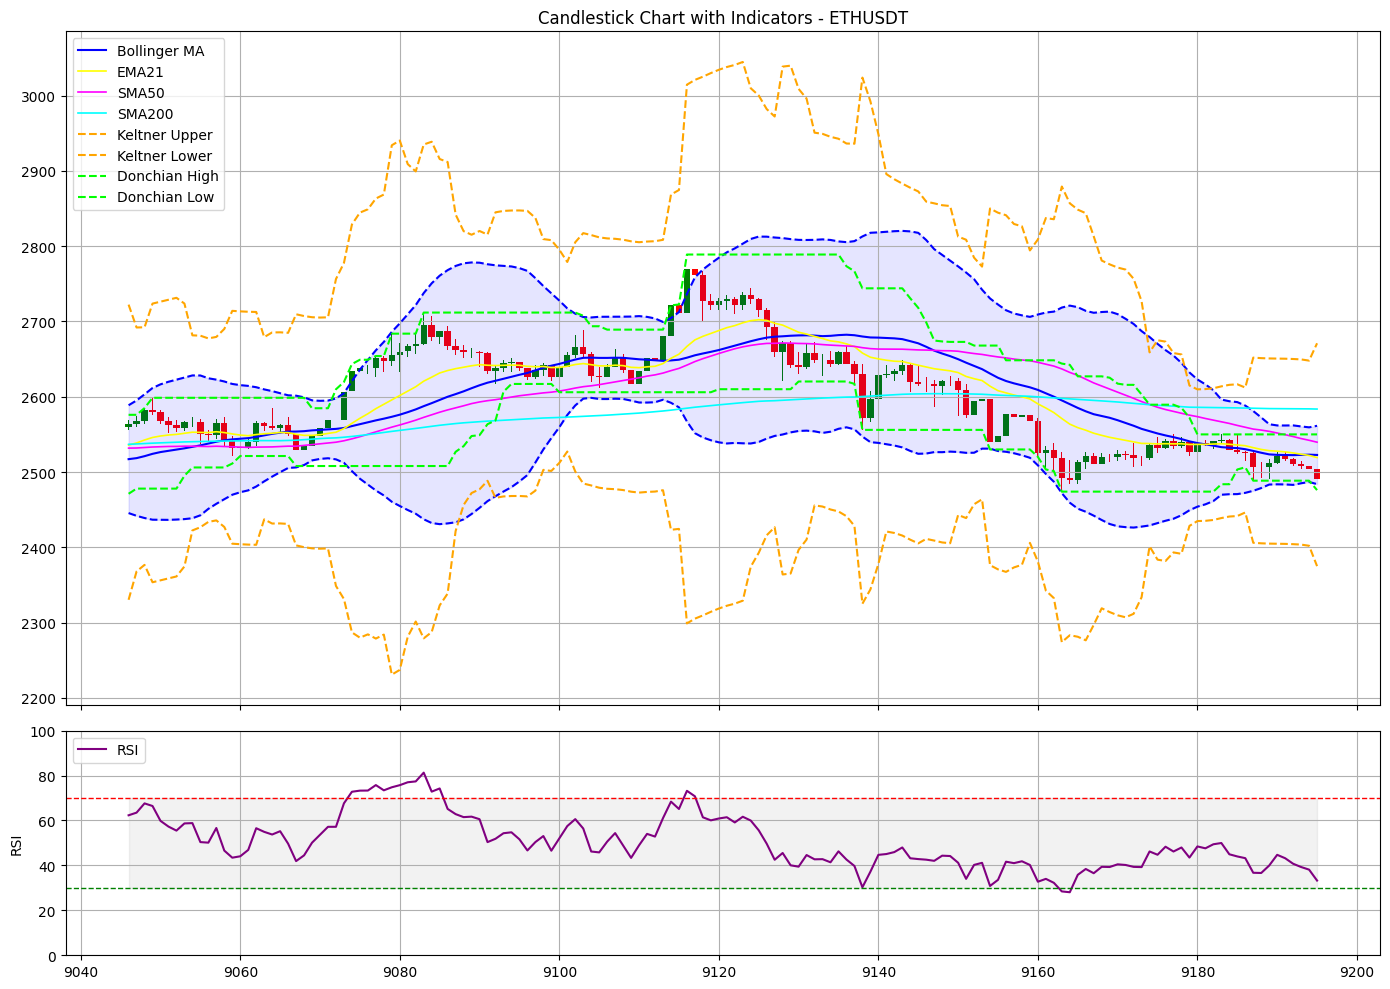 Candlestick Chart with Indicators - ETHUSDT
Bollinger MA
EMA21
SMA50
SMA200
Keltner Upper
Keltner Lower
Donchian High
Donchian Low
3000
2900
2800
2700
2600
2500
2400
2300
2200
RSI
100
80
60
40
20
0
RSI
9040
9060
9080
9100
9120
9140
9160
9180
9200